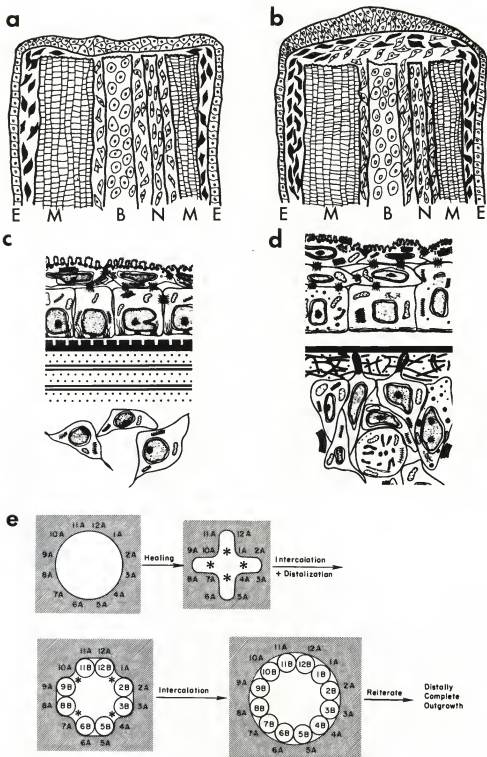 a
E M B N M E
b
E M B N M E
c
d
e
11A 12A
10A 1A
9A 2A
8A 3A
7A 4A
6A 5A
Healing
11A 12A
9A 10A * 1A 2A
* *
8A 7A * 4A 3A
6A 5A
Intercalation
+ Distalization
11A 12A
10A 11B 12B 1A
* *
9A 9B 2B 2A
8A 8B 3B 3A
* *
7A 6B 5B 4A
6A 5A
Intercalation
11A 12A
10A 11B 12B 1A
10B 1B
9A 9B 2B 2A
8A 8B 3B 3A
7B 4B
7A 6B 5B 4A
6A 5A
Reiterate
Distally
Complete
Outgrowth